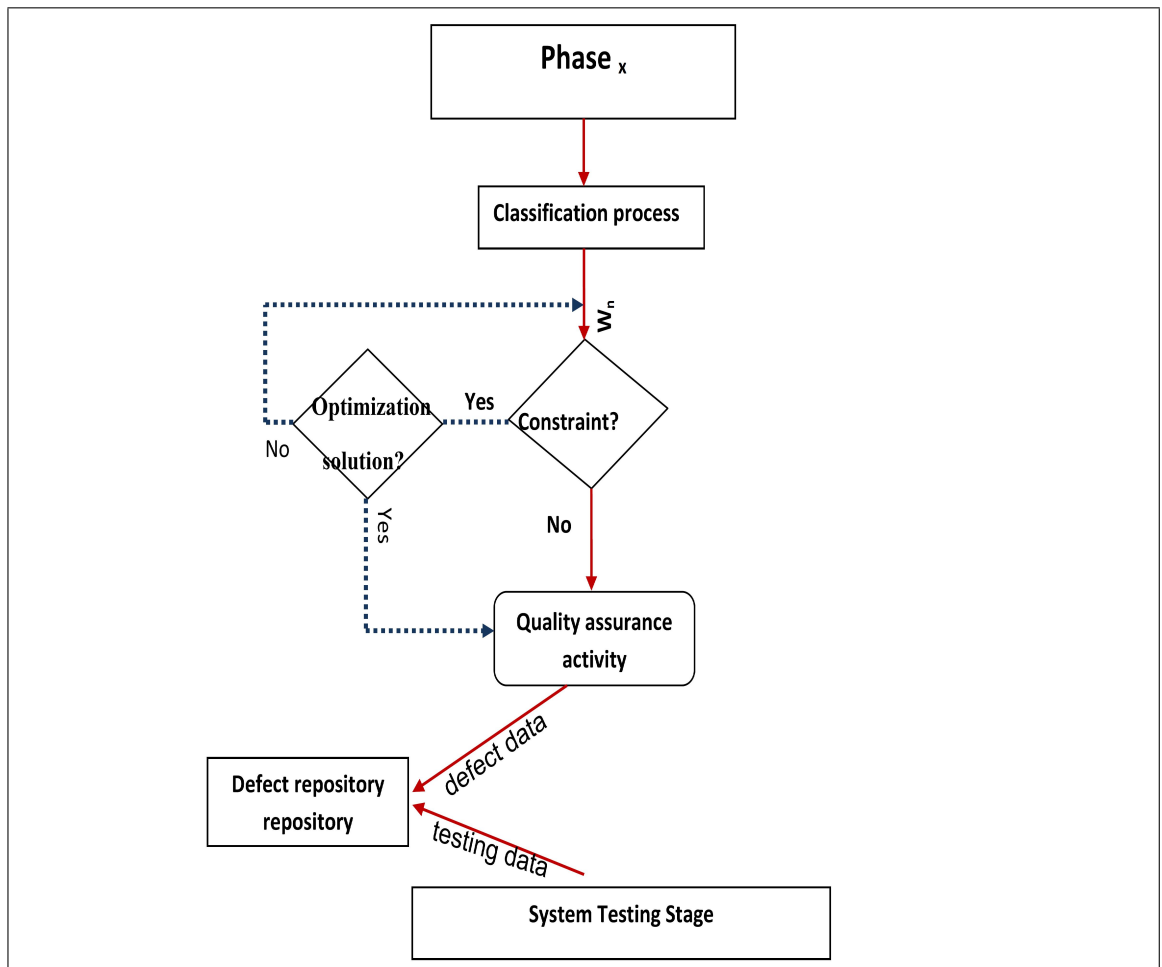 Phase x
Classification process
Wn
Optimization
solution?
Yes
Constraint?
No
Yes
No
Quality assurance
activity
defect data
Defect repository
repository
testing data
System Testing Stage